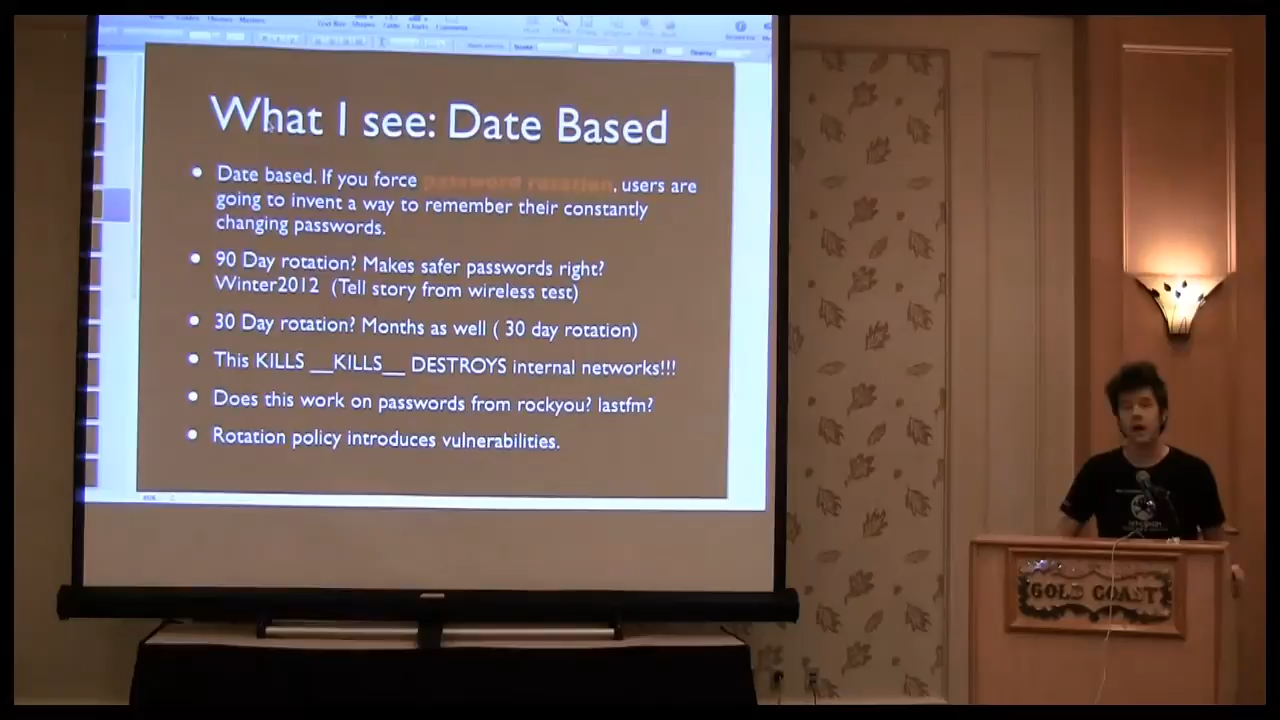 What I see: Date Based
Date based. If you force password rotation, users are
going to invent a way to remember their constantly
changing passwords.
90 Day rotation? Makes safer passwords right?
Winter2012 (Tell story from wireless test)
30 Day rotation? Months as well ( 30 day rotation)
This KILLS __KILLS__ DESTROYS internal networks!!!
Does this work on passwords from rockyou? lastfm?
Rotation policy introduces vulnerabilities.
GOLD COAST